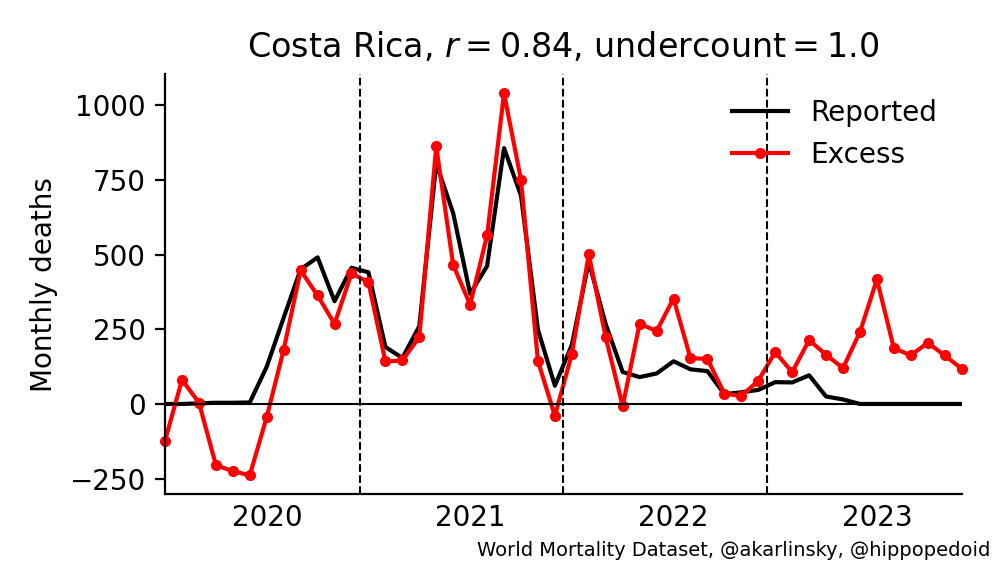 Costa Rica, r = 0.84, undercount = 1.0
1000
750
500
250
0
−250
Monthly deaths
Reported
Excess
2020
2021
2022
2023
World Mortality Dataset, @akarlinsky, @hippopedoid